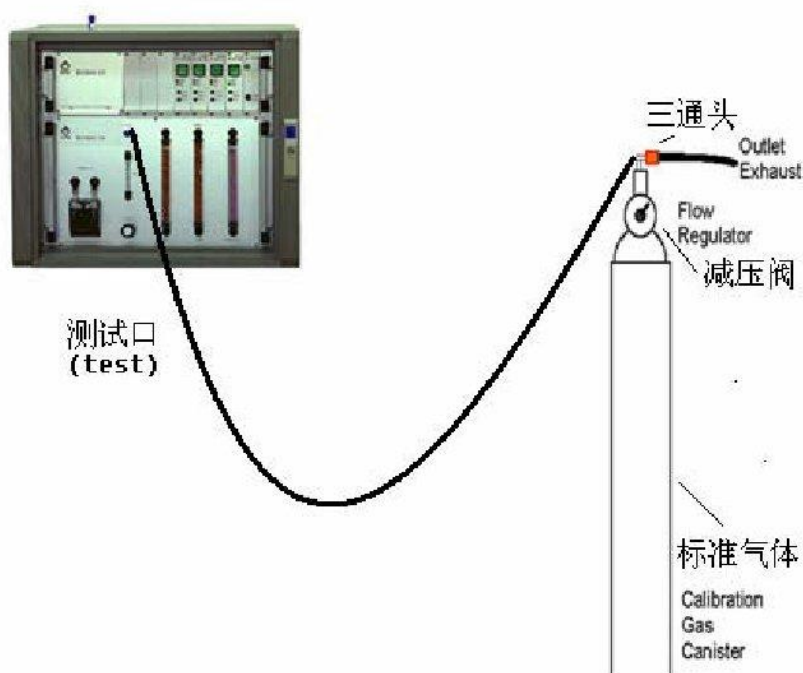 三通头
Outlet
Exhaust
Flow
Regulator
减压阀
测试口
(test)
标准气体
Calibration
Gas
Canister